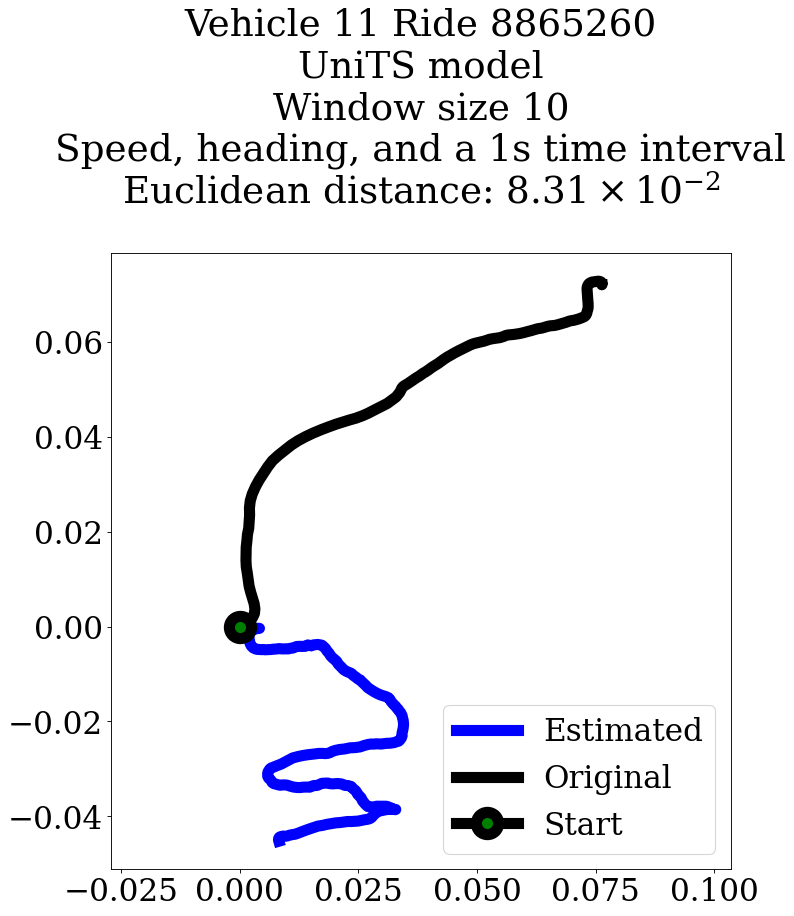 Vehicle 11 Ride 8865260
UniTS model
Window size 10
Speed, heading, and a 1s time interval
Euclidean distance: 8.31 × 10⁻²
0.06
0.04
0.02
0.00
−0.02
−0.04
Estimated
Original
Start
−0.025 0.000 0.025 0.050 0.075 0.100